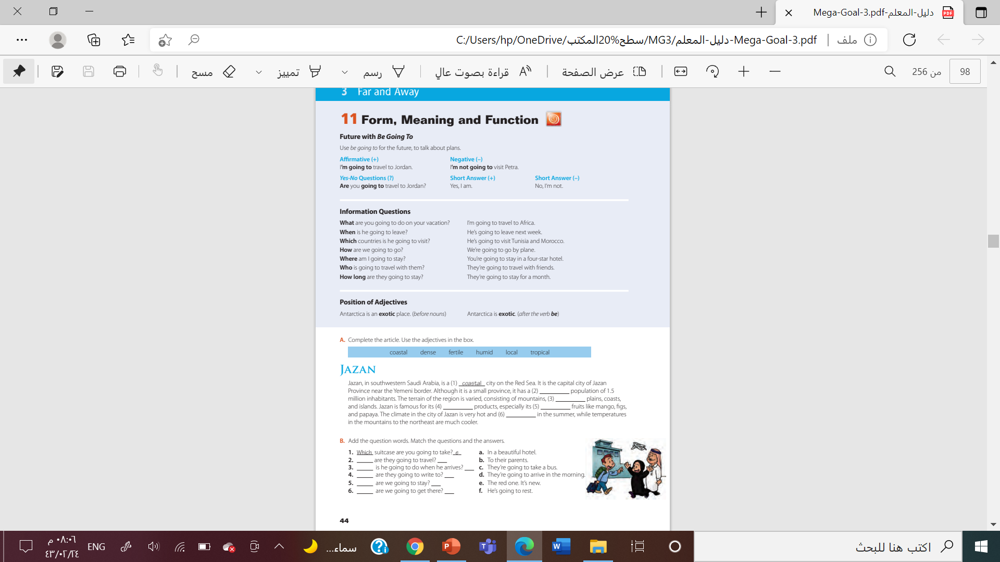 دليل-المعلم-Mega-Goal-3.pdf
ملف
C:/Users/hp/OneDrive/سطح%20المكتب/MG3/دليل-المعلم-Mega-Goal-3.pdf
98
من 256
عرض الصفحة
قراءة بصوت عالٍ
رسم
تمييز
مسح
3 Far and Away
11 Form, Meaning and Function
Future with Be Going To
Use be going to for the future, to talk about plans.
Affirmative (+) Negative (–)
I'm going to travel to Jordan. I'm not going to visit Petra.
Yes-No Questions (?) Short Answer (+) Short Answer (–)
Are you going to travel to Jordan? Yes, I am. No, I'm not.
Information Questions
What are you going to do on your vacation? I'm going to travel to Africa.
When is he going to leave? He's going to leave next week.
Which countries is he going to visit? He's going to visit Tunisia and Morocco.
How are we going to go? We're going to go by plane.
Where am I going to stay? You're going to stay in a four-star hotel.
Who is going to travel with them? They're going to travel with friends.
How long are they going to stay? They're going to stay for a month.
Position of Adjectives
Antarctica is an exotic place. (before nouns) Antarctica is exotic. (after the verb be)
A. Complete the article. Use the adjectives in the box.
coastal dense fertile humid local tropical
JAZAN
Jazan, in southwestern Saudi Arabia, is a (1) coastal city on the Red Sea. It is the capital city of Jazan
Province near the Yemeni border. Although it is a small province, it has a (2) ________ population of 1.5
million inhabitants. The terrain of the region is varied, consisting of mountains, (3) ________ plains, coasts,
and islands. Jazan is famous for its (4) ________ products, especially its (5) ________ fruits like mango, figs,
and papaya. The climate in the city of Jazan is very hot and (6) ________ in the summer, while temperatures
in the mountains to the northeast are much cooler.
B. Add the question words. Match the questions and the answers.
1. Which suitcase are you going to take? e a. In a beautiful hotel.
2. _____ are they going to travel? ___ b. To their parents.
3. _____ is he going to do when he arrives? ___ c. They're going to take a bus.
4. _____ are they going to write to? ___ d. They're going to arrive in the morning.
5. _____ are we going to stay? ___ e. The red one. It's new.
6. _____ are we going to get there? ___ f. He's going to rest.
44
٠٨:٠٦ م
٤٣/٠٢/٢٤
ENG
سماء...
اكتب هنا للبحث